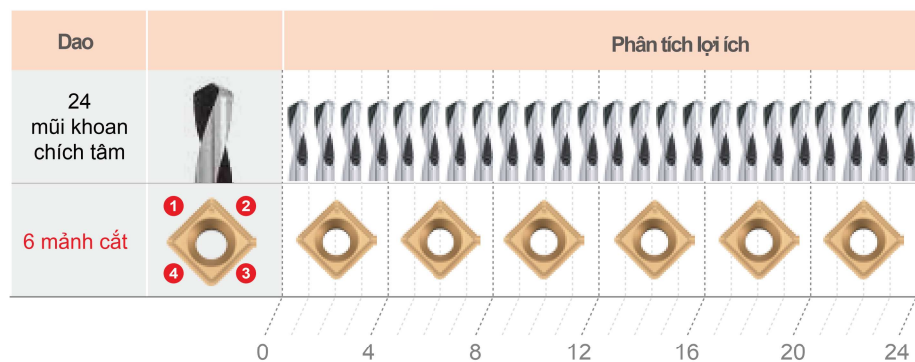 Dao
Phân tích lợi ích
24
mũi khoan
chích tâm
6 mảnh cắt
1
2
4
3
0 4 8 12 16 20 24